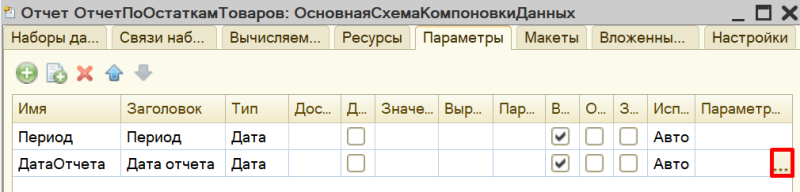 Отчет ОтчетПоОстаткамТоваров: ОсновнаяСхемаКомпоновкиДанных
Наборы да... Связи наб... Вычисляем... Ресурсы Параметры Макеты Вложенны... Настройки
Имя Заголовок Тип Дос... Д... Значе... Выр... Пар... В... О... З... Исп... Параметр...
Период Период Дата Авто
ДатаОтчета Дата отчета Дата Авто ...